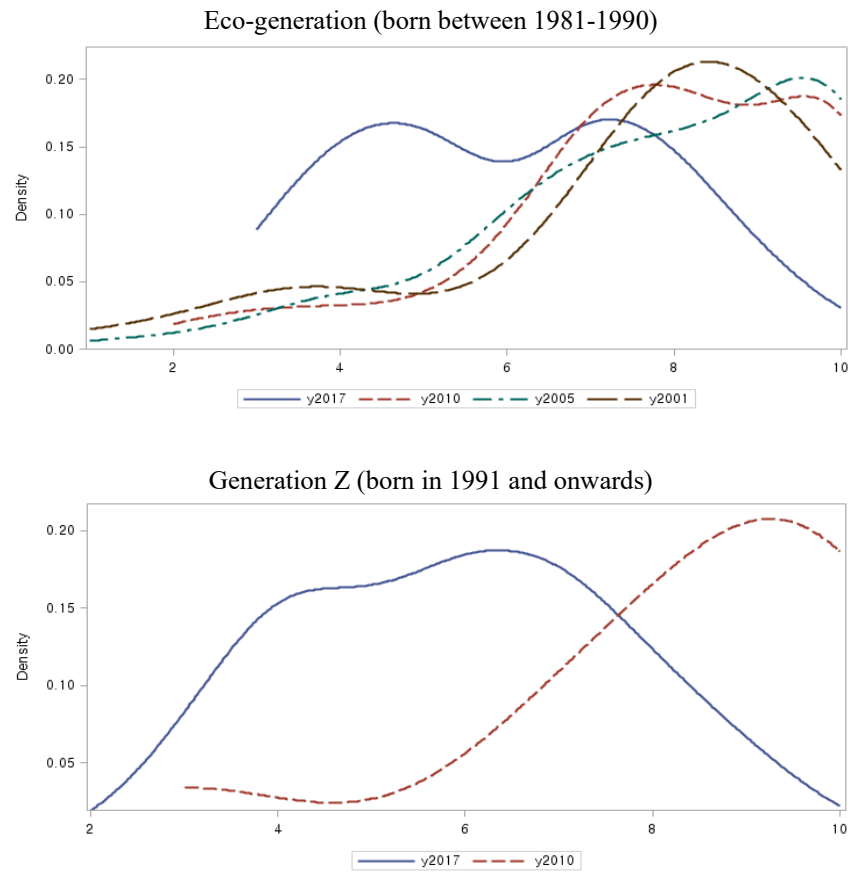 Eco-generation (born between 1981-1990)
0.20
0.15
0.10
0.05
0.00
Density
2 4 6 8 10
y2017 y2010 y2005 y2001
Generation Z (born in 1991 and onwards)
0.20
0.15
0.10
0.05
Density
2 4 6 8 10
y2017 y2010